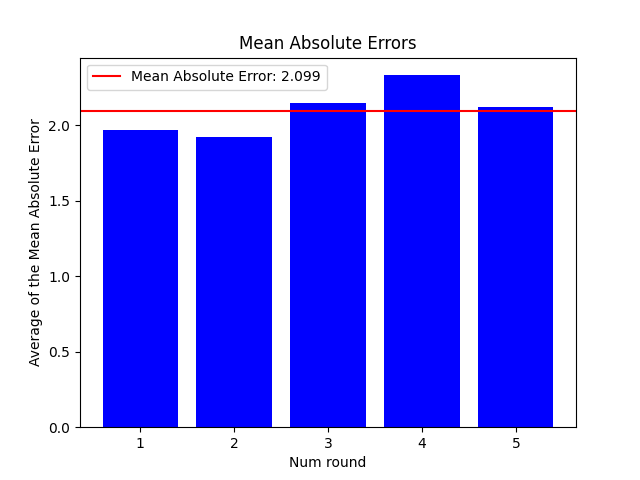 Mean Absolute Errors
Mean Absolute Error: 2.099
Average of the Mean Absolute Error
2.0
1.5
1.0
0.5
0.0
1 2 3 4 5
Num round